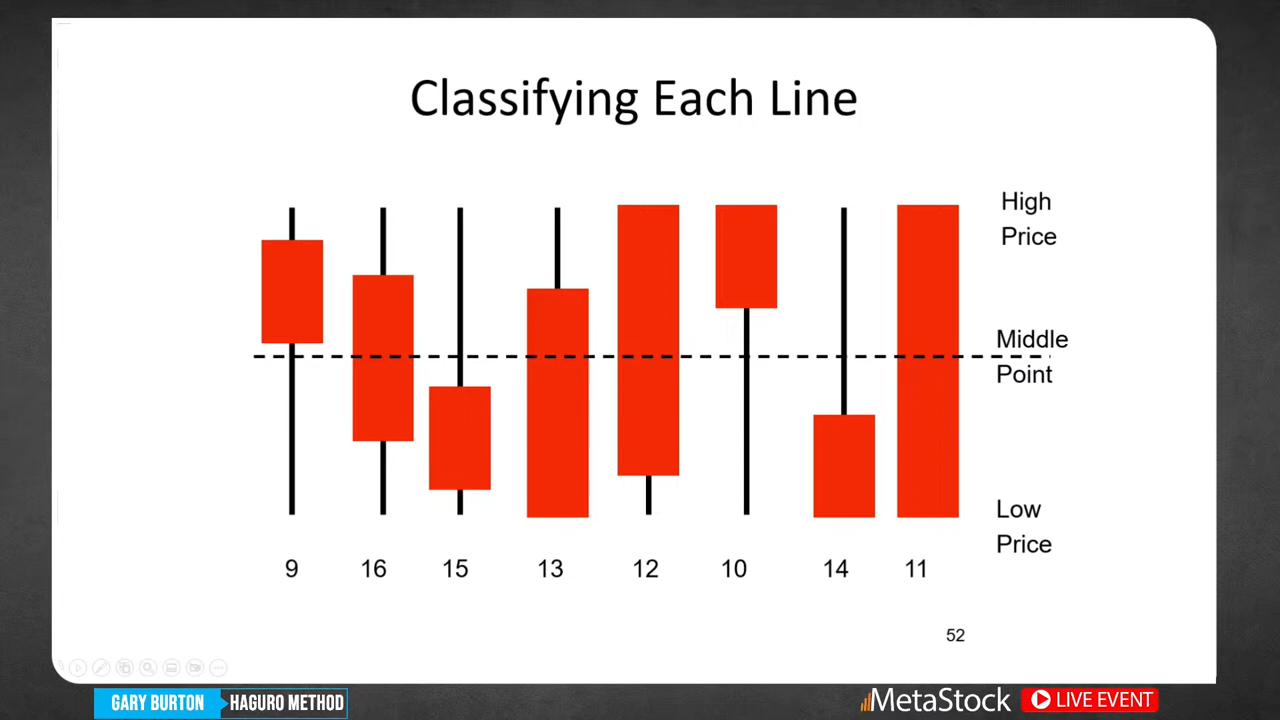 Classifying Each Line
High
Price
Middle
Point
Low
Price
9 16 15 13 12 10 14 11
52
GARY BURTON HAGURO METHOD
MetaStock LIVE EVENT